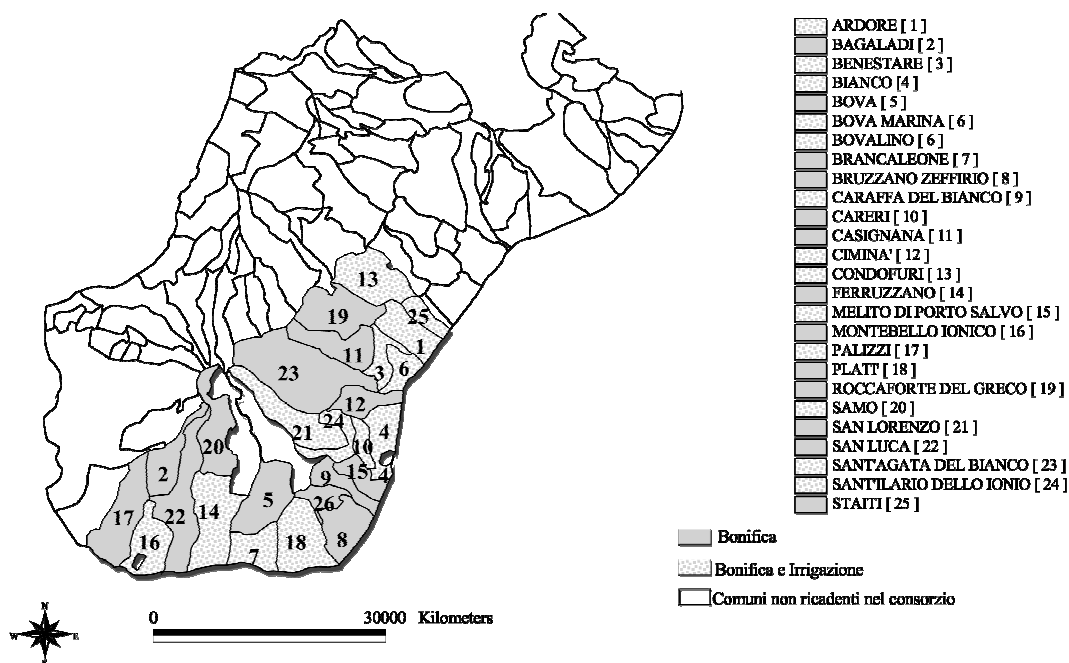 ARDORE [ 1 ]
BAGALADI [ 2 ]
BENESTARE [ 3 ]
BIANCO [4 ]
BOVA [ 5 ]
BOVA MARINA [ 6 ]
BOVALINO [ 6 ]
BRANCALEONE [ 7 ]
BRUZZANO ZEFFIRIO [ 8 ]
CARAFFA DEL BIANCO [ 9 ]
CARERI [ 10 ]
CASIGNANA [ 11 ]
CIMINA' [ 12 ]
CONDOFURI [ 13 ]
FERRUZZANO [ 14 ]
MELITO DI PORTO SALVO [ 15 ]
MONTEBELLO IONICO [ 16 ]
PALIZZI [ 17 ]
PLATI' [ 18 ]
ROCCAFORTE DEL GRECO [ 19 ]
SAMO [ 20 ]
SAN LORENZO [ 21 ]
SAN LUCA [ 22 ]
SANT'AGATA DEL BIANCO [ 23 ]
SANT'ILARIO DELLO IONIO [ 24 ]
STAITI [ 25 ]
13
19
25
11
1
23
3
6
12
24
4
21
10
20
2
15
4
9
5
26
17
22
14
16
7
18
8
Bonifica
Bonifica e Irrigazione
Comuni non ricadenti nel consorzio
0 30000 Kilometers
N
W E
S